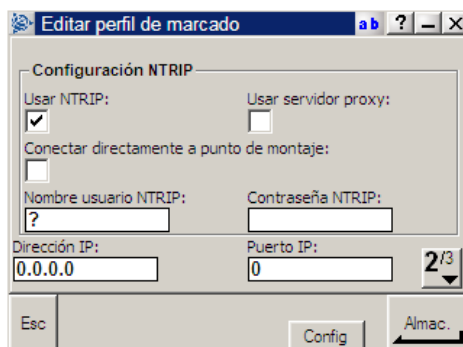 Editar perfil de marcado
ab ? – X
Configuración NTRIP
Usar NTRIP: Usar servidor proxy:
Conectar directamente a punto de montaje:
Nombre usuario NTRIP: Contraseña NTRIP:
?
Dirección IP: Puerto IP:
0.0.0.0 0 2/3
Esc Config Almac.